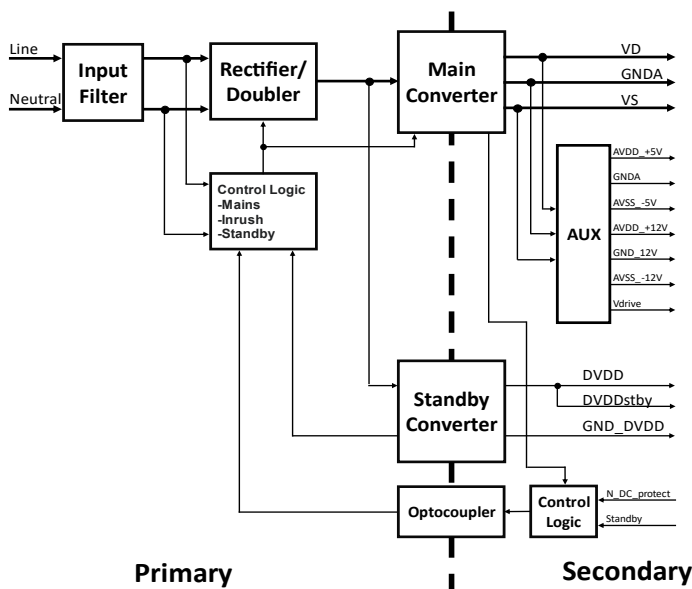 Line
Neutral
Input
Filter
Rectifier/
Doubler
Main
Converter
VD
GNDA
VS
Control Logic
-Mains
-Inrush
-Standby
AUX
AVDD_+5V
GNDA
AVSS_-5V
AVDD_+12V
GND_12V
AVSS_-12V
Vdrive
Standby
Converter
DVDD
DVDDstby
GND_DVDD
Optocoupler
Control
Logic
N_DC_protect
Standby
Primary
Secondary